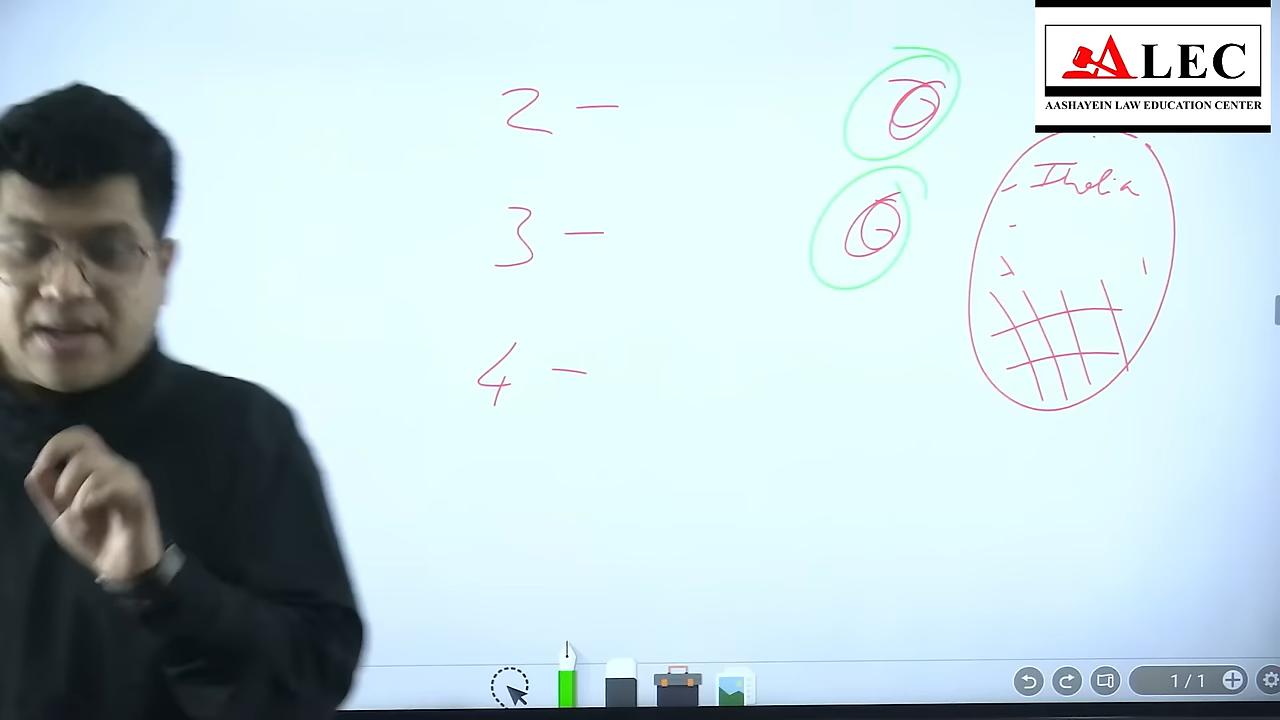 ALEC
AASHAYEIN LAW EDUCATION CENTER
2 -
- India
3 -
4 -
1/1